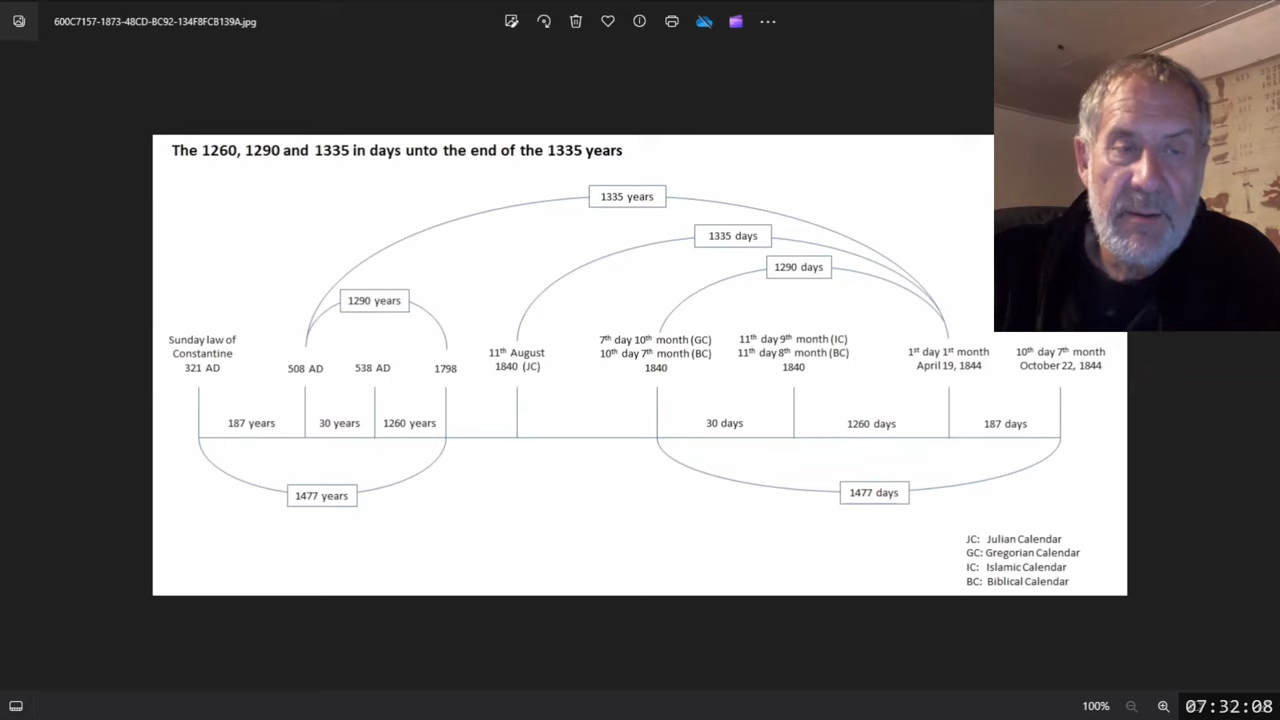 600C7157-1873-48CD-BC92-134F8FCB139A.jpg
The 1260, 1290 and 1335 in days unto the end of the 1335 years
1335 years
1335 days
1290 days
1290 years
Sunday law of
Constantine
321 AD
508 AD
538 AD
1798
11th August
1840 (JC)
7th day 10th month (GC)
10th day 7th month (BC)
1840
11th day 9th month (IC)
11th day 8th month (BC)
1840
1st day 1st month
April 19, 1844
10th day 7th month
October 22, 1844
187 years
30 years
1260 years
30 days
1260 days
187 days
1477 years
1477 days
JC: Julian Calendar
GC: Gregorian Calendar
IC: Islamic Calendar
BC: Biblical Calendar
100%
07:32:08